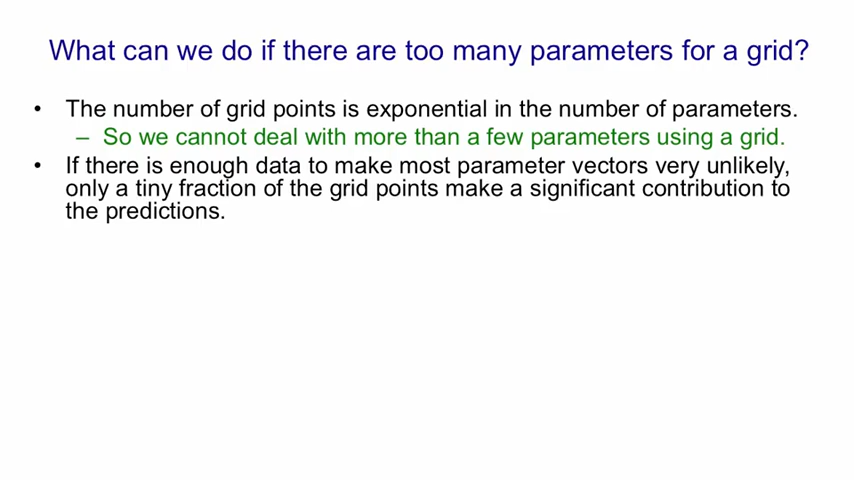 What can we do if there are too many parameters for a grid?
• The number of grid points is exponential in the number of parameters.
– So we cannot deal with more than a few parameters using a grid.
• If there is enough data to make most parameter vectors very unlikely,
only a tiny fraction of the grid points make a significant contribution to
the predictions.